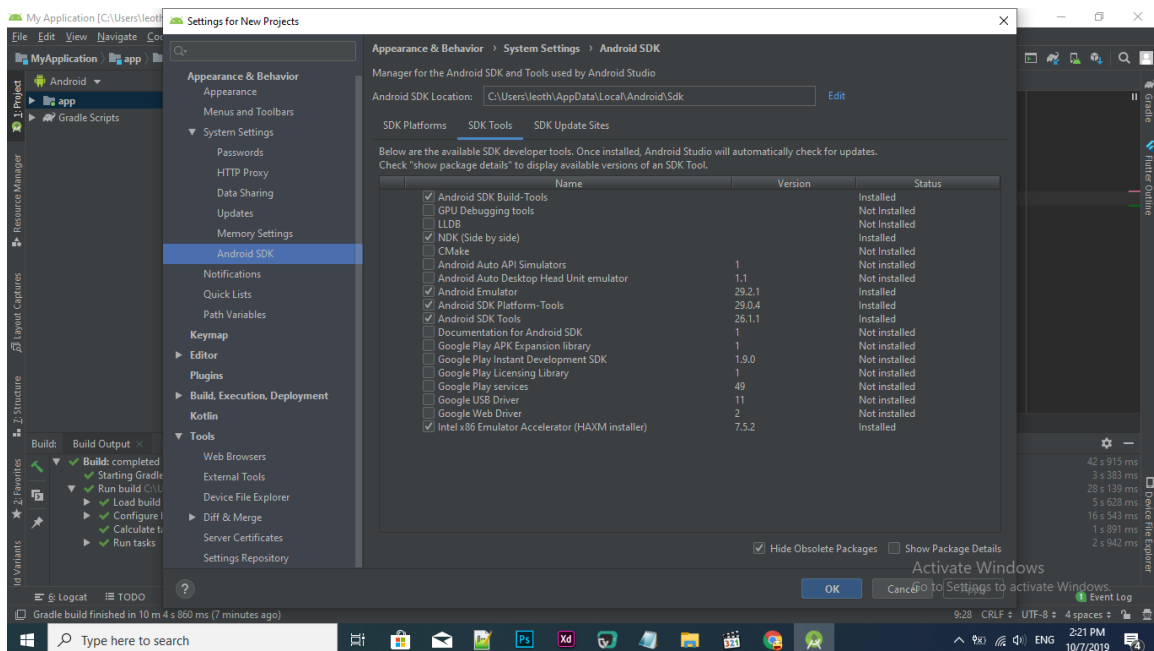 My Application [C:\Users\leoth
Settings for New Projects
File Edit View Navigate Co
MyApplication app
Android
app
Gradle Scripts
1: Project
Resource Manager
Layout Captures
7: Structure
2: Favorites
ld Variants
Appearance & Behavior
Appearance
Menus and Toolbars
System Settings
Passwords
HTTP Proxy
Data Sharing
Updates
Memory Settings
Android SDK
Notifications
Quick Lists
Path Variables
Keymap
Editor
Plugins
Build, Execution, Deployment
Kotlin
Tools
Web Browsers
External Tools
Device File Explorer
Diff & Merge
Server Certificates
Settings Repository
Appearance & Behavior > System Settings > Android SDK
Manager for the Android SDK and Tools used by Android Studio
Android SDK Location: C:\Users\leoth\AppData\Local\Android\Sdk Edit
SDK Platforms SDK Tools SDK Update Sites
Below are the available SDK developer tools. Once installed, Android Studio will automatically check for updates.
Check "show package details" to display available versions of an SDK Tool.
Name Version Status
Android SDK Build-Tools Installed
GPU Debugging tools Not Installed
LLDB Not Installed
NDK (Side by side) Installed
CMake Not Installed
Android Auto API Simulators 1 Not installed
Android Auto Desktop Head Unit emulator 1.1 Not installed
Android Emulator 29.2.1 Installed
Android SDK Platform-Tools 29.0.4 Installed
Android SDK Tools 26.1.1 Installed
Documentation for Android SDK 1 Not installed
Google Play APK Expansion library 1 Not installed
Google Play Instant Development SDK 1.9.0 Not installed
Google Play Licensing Library 1 Not installed
Google Play services 49 Not installed
Google USB Driver 11 Not installed
Google Web Driver 2 Not installed
Intel x86 Emulator Accelerator (HAXM installer) 7.5.2 Installed
Hide Obsolete Packages Show Package Details
? OK Cancel
Activate Windows
Go to Settings to activate Windows.
Gradle
Flutter Outline
Device File Explorer
Build: Build Output
Build: completed 42 s 915 ms
Starting Gradle 3 s 383 ms
Run build C:\U 28 s 139 ms
Load build 5 s 628 ms
Configure 16 s 543 ms
Calculate t 1 s 891 ms
Run tasks 2 s 942 ms
6: Logcat TODO 1 Event Log
Gradle build finished in 10 m 4 s 860 ms (7 minutes ago) 9:28 CRLF UTF-8 4 spaces
Type here to search Ps Xd ENG 2:21 PM
10/7/2019 4